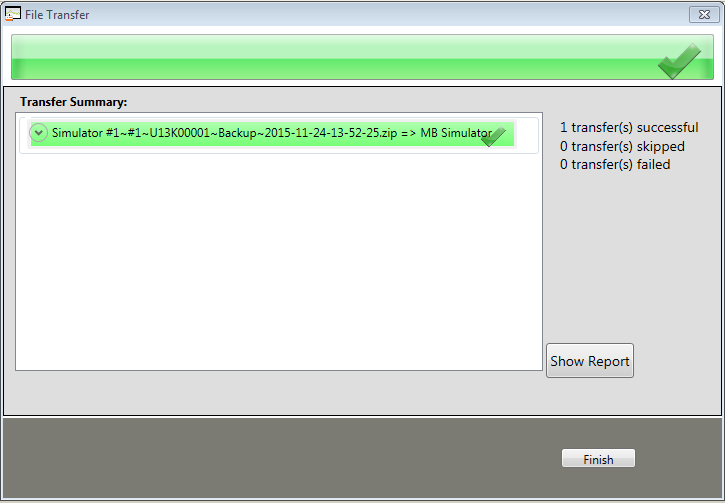 File Transfer
Transfer Summary:
Simulator #1~#1~U13K00001~Backup~2015-11-24-13-52-25.zip => MB Simulator
1 transfer(s) successful
0 transfer(s) skipped
0 transfer(s) failed
Show Report
Finish